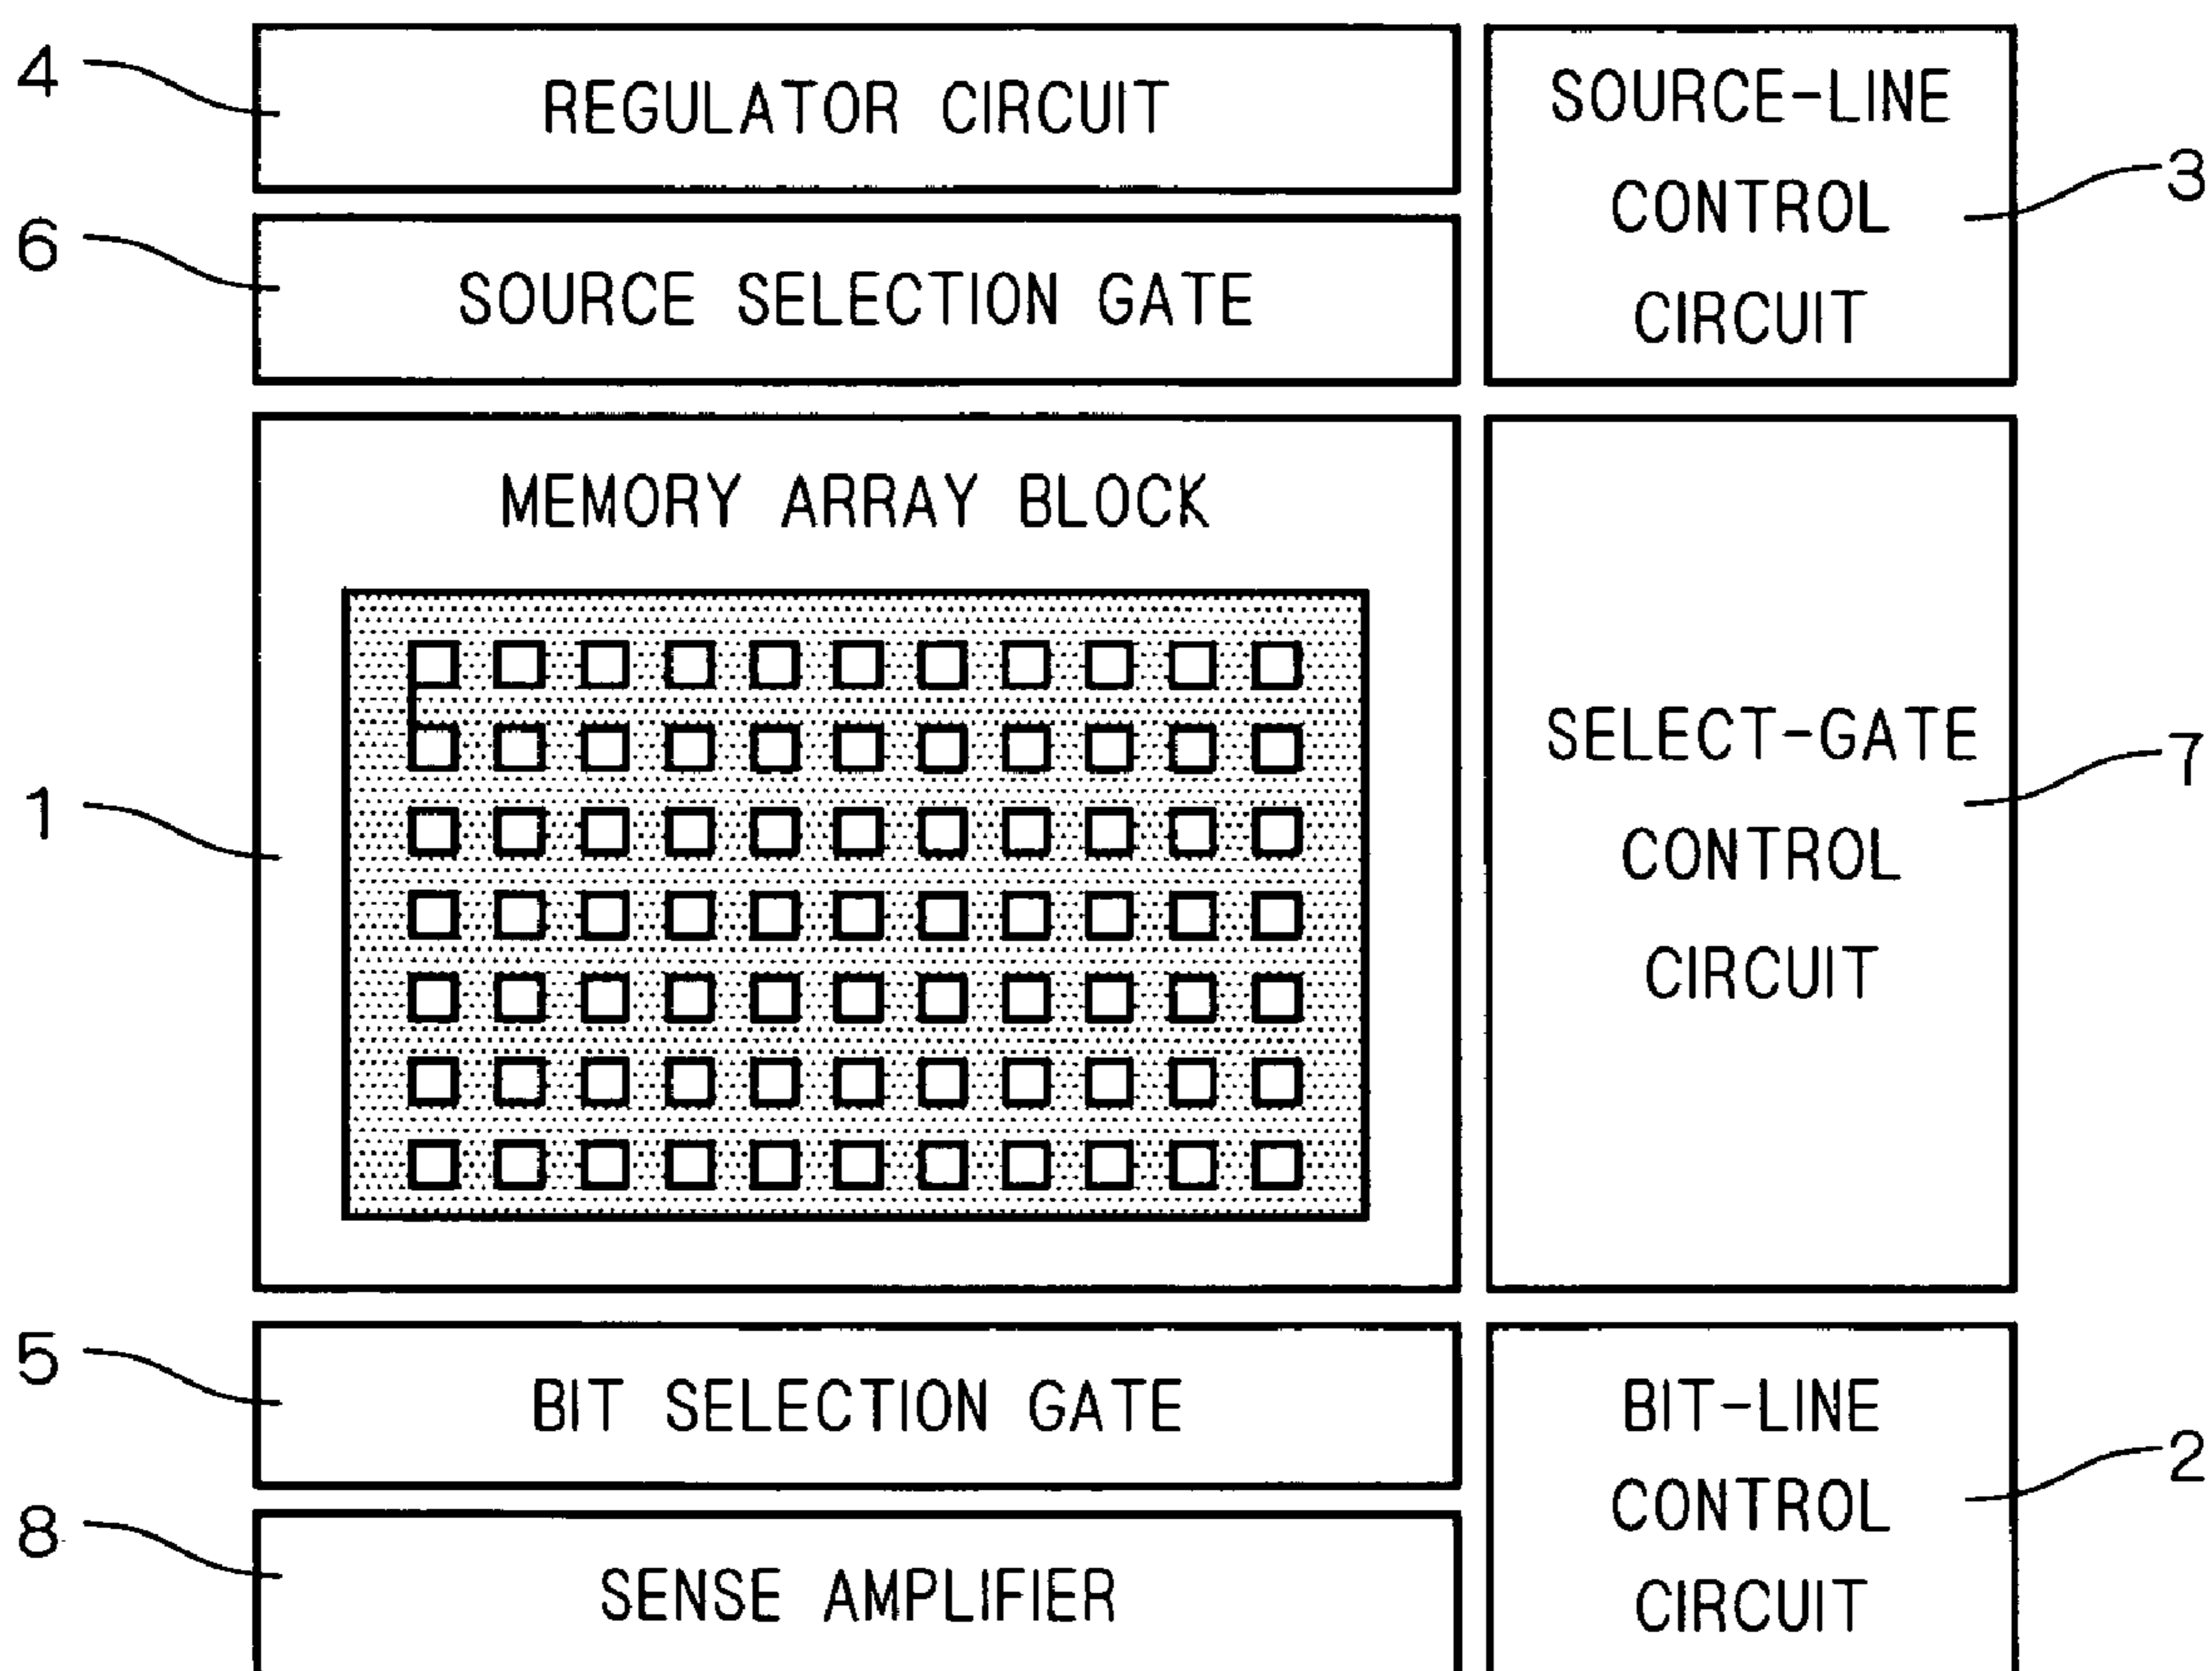 4
REGULATOR CIRCUIT
SOURCE-LINE
CONTROL
CIRCUIT
3
6
SOURCE SELECTION GATE
MEMORY ARRAY BLOCK
1
SELECT-GATE
CONTROL
CIRCUIT
7
5
BIT SELECTION GATE
BIT-LINE
CONTROL
CIRCUIT
2
8
SENSE AMPLIFIER